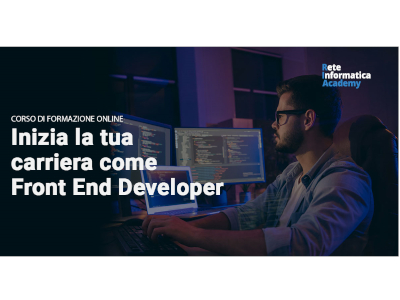 Rete
Informatica
Academy
CORSO DI FORMAZIONE ONLINE
Inizia la tua
carriera come
Front End Developer